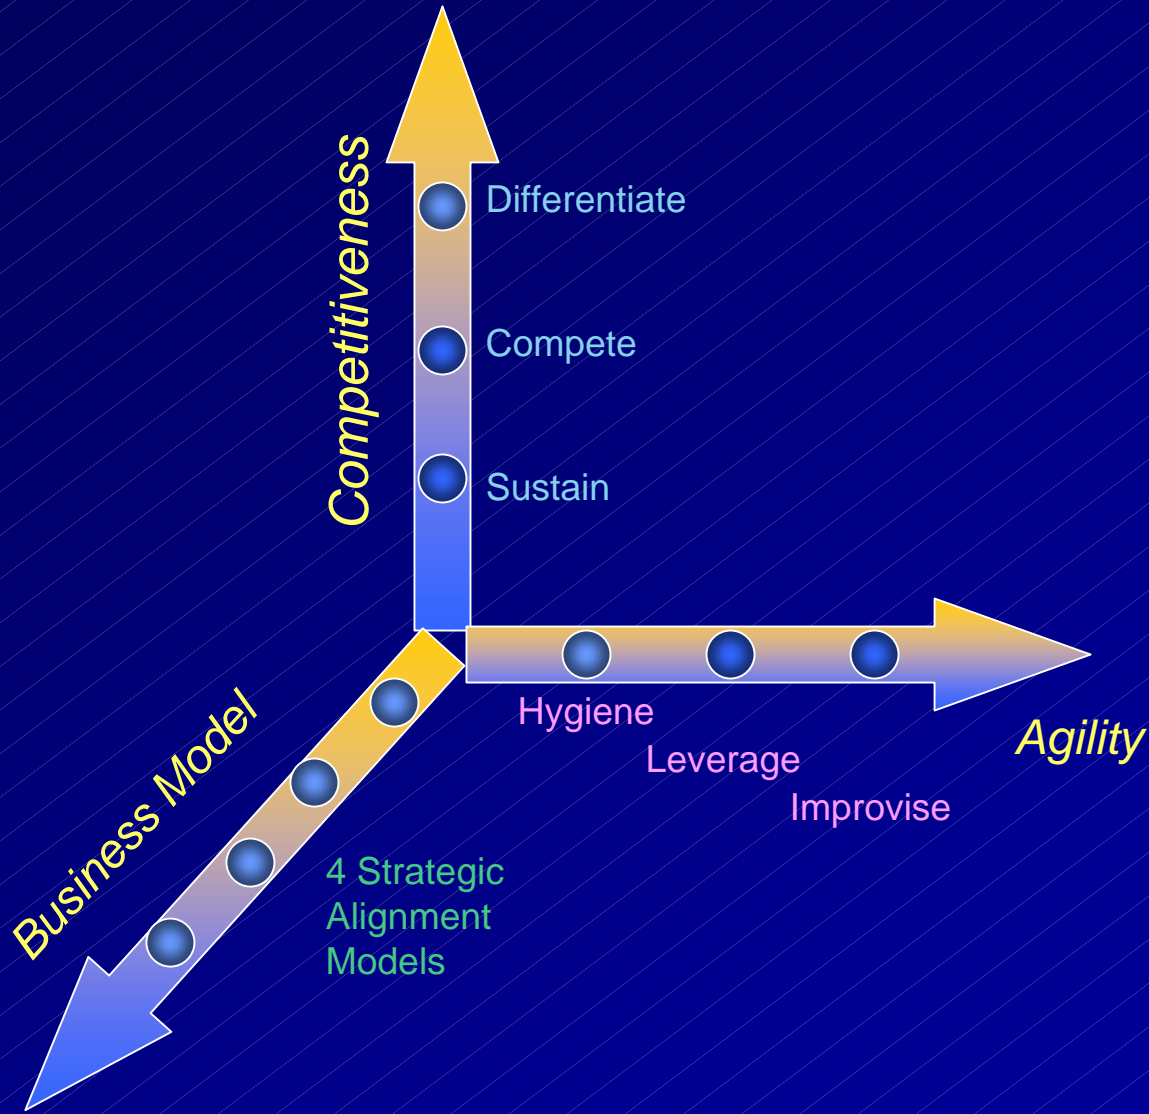 Competitiveness
Differentiate
Compete
Sustain
Hygiene
Leverage
Improvise
Agility
Business Model
4 Strategic
Alignment
Models